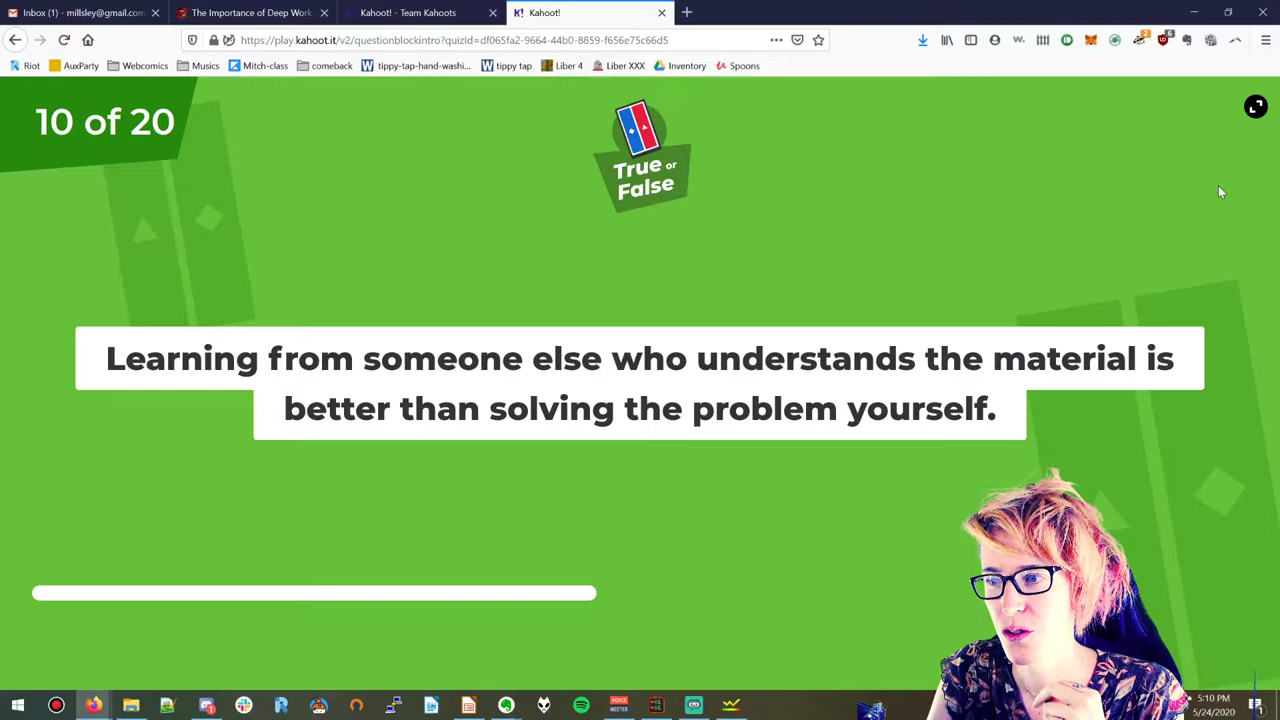 Inbox (1) - millsley@gmail.com
The Importance of Deep Work
Kahoot! - Team Kahoots
K! Kahoot!
https://play.kahoot.it/v2/questionblockintro?quizId=df065fa2-9664-44b0-8859-f656e75c66d5
Riot
AuxParty
Webcomics
Musics
Mitch-class
comeback
tippy-tap-hand-washi...
tippy tap
Liber 4
Liber XXX
Inventory
Spoons
10 of 20
True or
False
Learning from someone else who understands the material is
better than solving the problem yourself.
VOICE
MEETER
5:10 PM
5/24/2020